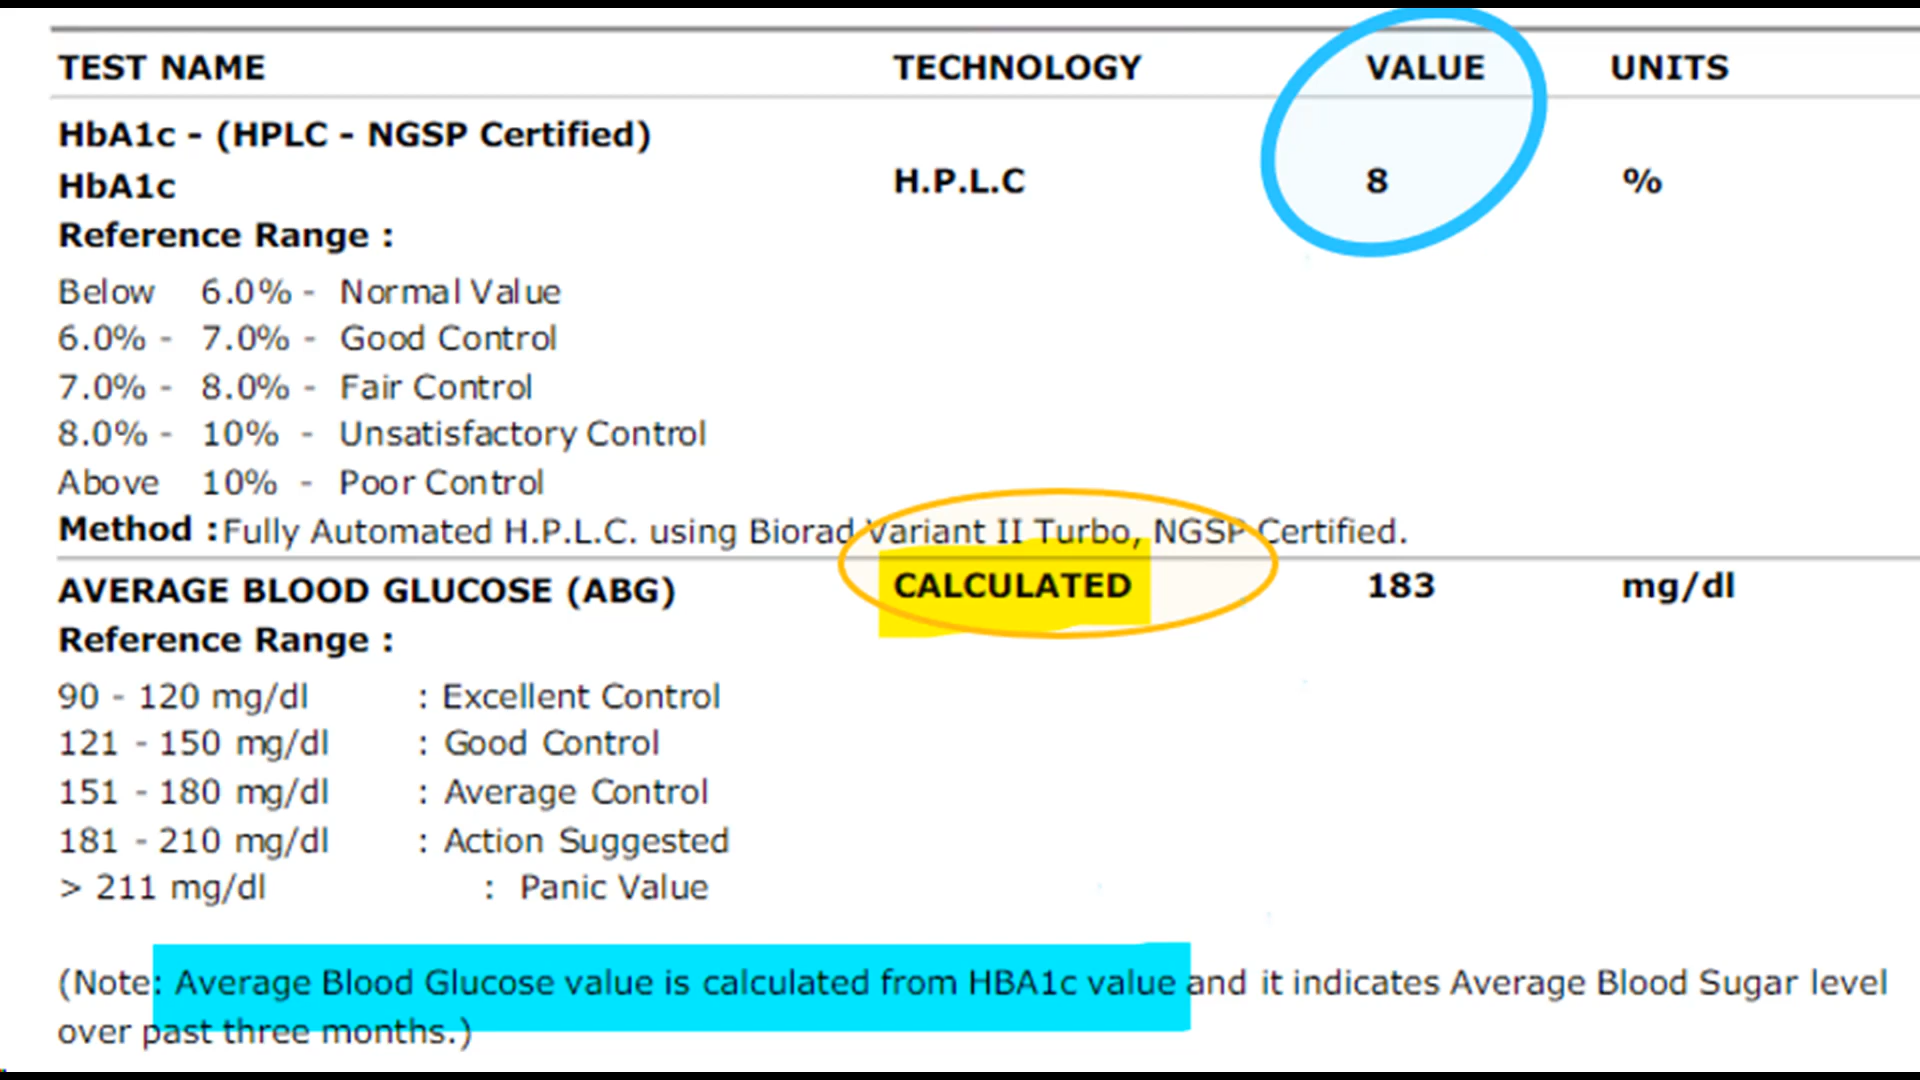 TEST NAME TECHNOLOGY VALUE UNITS
HbA1c - (HPLC - NGSP Certified)
HbA1c H.P.L.C 8 %
Reference Range :
Below 6.0% - Normal Value
6.0% - 7.0% - Good Control
7.0% - 8.0% - Fair Control
8.0% - 10% - Unsatisfactory Control
Above 10% - Poor Control
Method : Fully Automated H.P.L.C. using Biorad Variant II Turbo, NGSP Certified.
AVERAGE BLOOD GLUCOSE (ABG) CALCULATED 183 mg/dl
Reference Range :
90 - 120 mg/dl : Excellent Control
121 - 150 mg/dl : Good Control
151 - 180 mg/dl : Average Control
181 - 210 mg/dl : Action Suggested
> 211 mg/dl : Panic Value
(Note: Average Blood Glucose value is calculated from HBA1c value and it indicates Average Blood Sugar level
over past three months.)